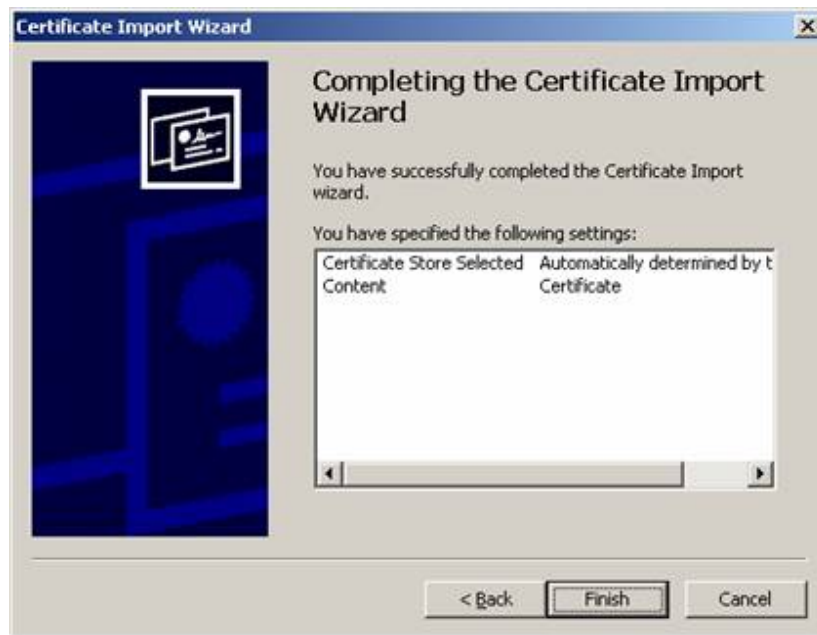 Certificate Import Wizard
Completing the Certificate Import
Wizard
You have successfully completed the Certificate Import
wizard.
You have specified the following settings:
Certificate Store Selected Automatically determined by t
Content Certificate
< Back Finish Cancel